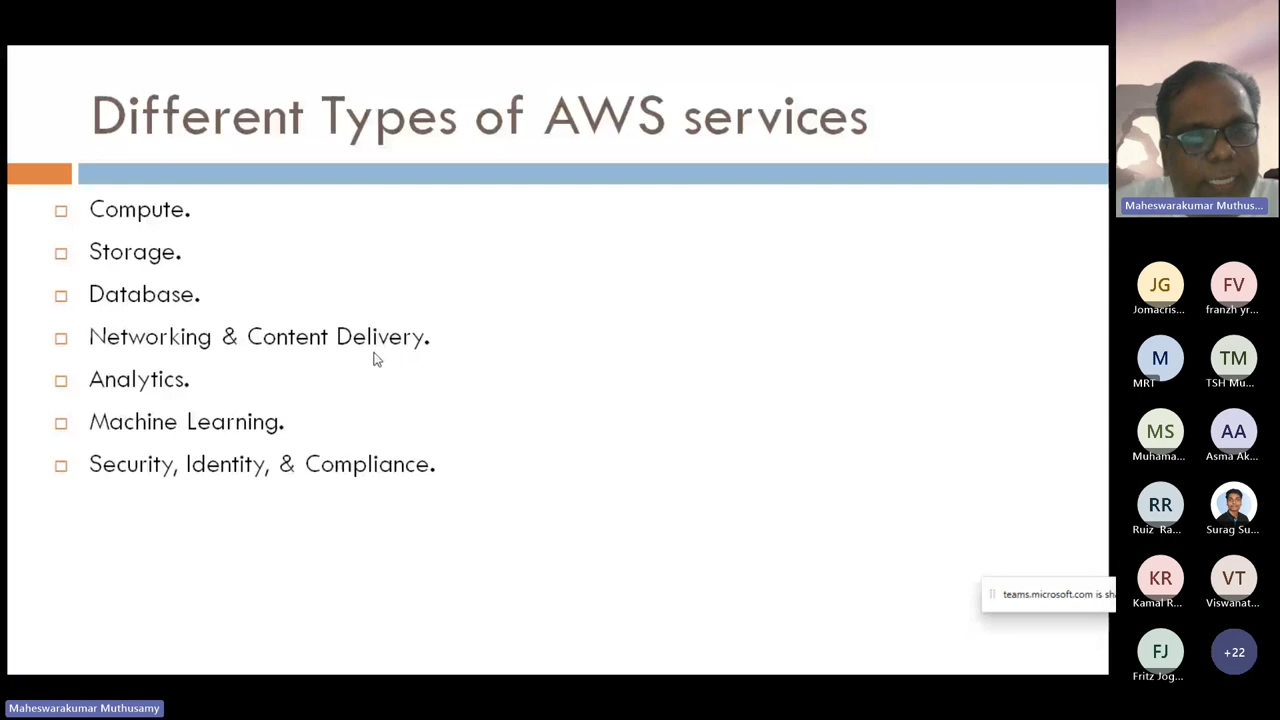 Different Types of AWS services
Compute.
Storage.
Database.
Networking & Content Delivery.
Analytics.
Machine Learning.
Security, Identity, & Compliance.
teams.microsoft.com is sh
Maheswarakumar Muthusamy
Maheswarakumar Muthus...
JG
FV
Jomacris...
franzh yr...
M
TM
MRT
TSH Mu...
MS
AA
Muhama...
Asma Ak...
RR
Ruiz Ra...
Surag Su...
KR
VT
Kamal R...
Viswanat...
FJ
+22
Fritz Jog...